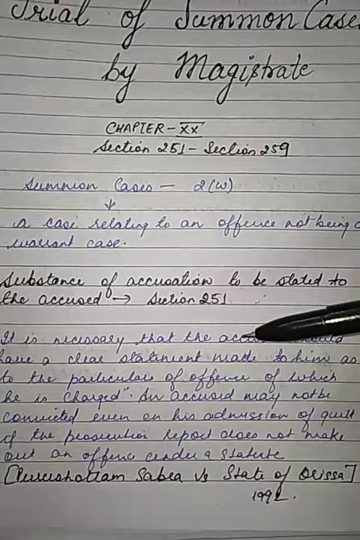 Trial of Summon Cases
by Magistrate
CHAPTER-XX
Section 251 - Section 259
Summon Cases - 2(w)
a case relating to an offence not being a
warrant case.
Substance of accusation to be stated to
the accused → Section 251
It is necessary that the
have a clear statement made to him as
to the particulars of offence of which
he is charged. An accused may not be
convicted even on his admission of guilt
if the prosecution report does not make
out an offence under a Statute
[Purushottam Sabra Vs State of Orissa]
1992.